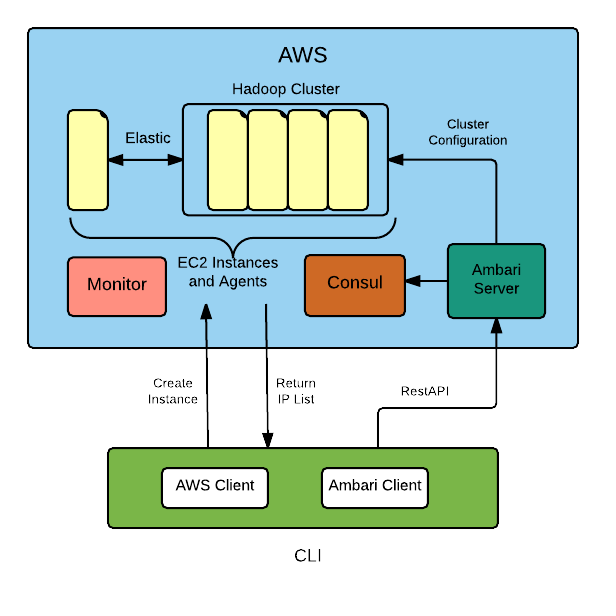 AWS
Hadoop Cluster
Elastic
Cluster
Configuration
EC2 Instances
and Agents
Monitor
Consul
Ambari
Server
Create
Instance
Return
IP List
RestAPI
AWS Client
Ambari Client
CLI